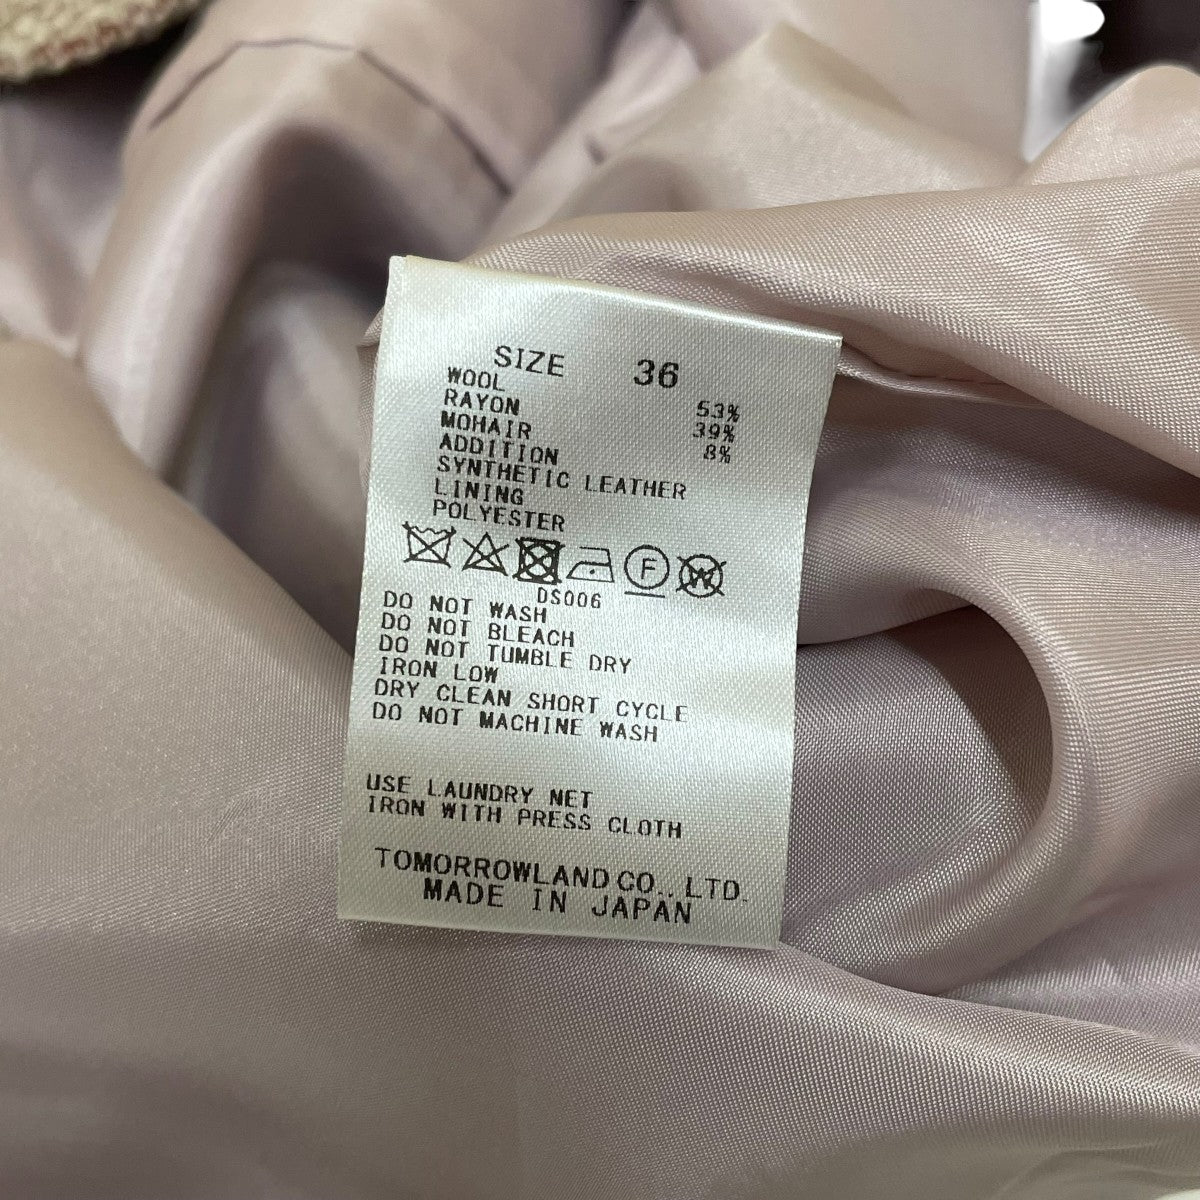 SIZE 36
WOOL 53%
RAYON 39%
MOHAIR 8%
ADDITION
SYNTHETIC LEATHER
LINING
POLYESTER
F W
DS006
DO NOT WASH
DO NOT BLEACH
DO NOT TUMBLE DRY
IRON LOW
DRY CLEAN SHORT CYCLE
DO NOT MACHINE WASH
USE LAUNDRY NET
IRON WITH PRESS CLOTH
TOMORROWLAND CO., LTD.
MADE IN JAPAN